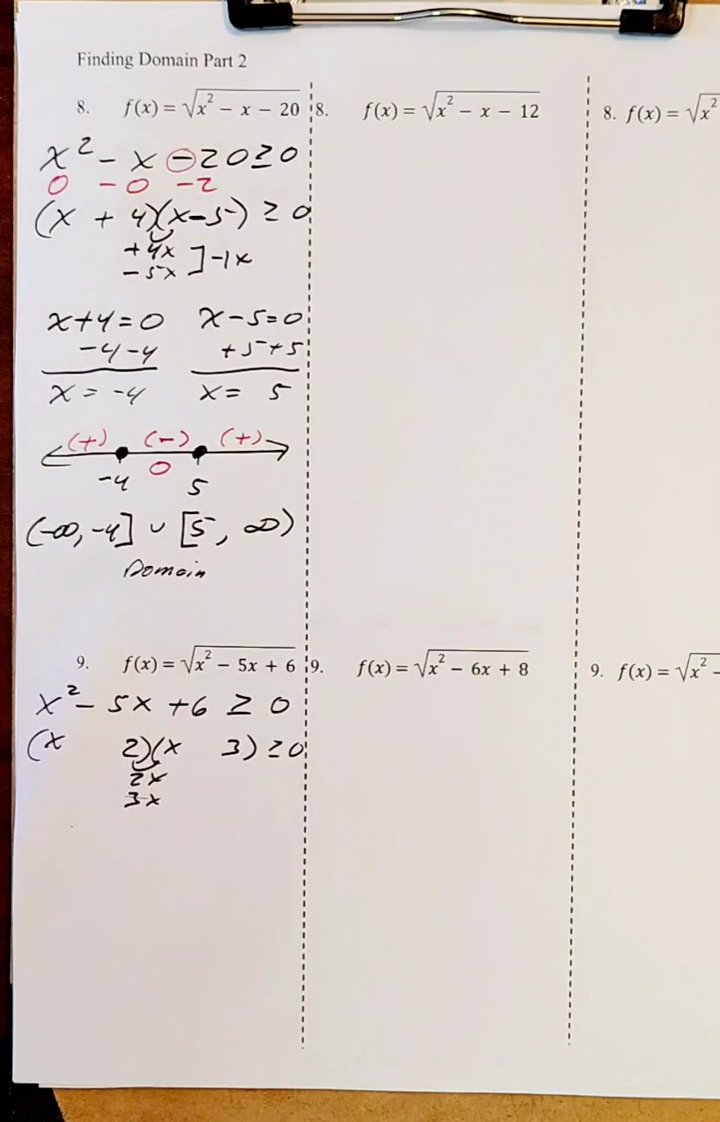 Finding Domain Part 2
8. f(x) = √(x² − x − 20)
x² − x − 20 ≥ 0
0 − 0 −2
(x + 4)(x−5) ≥ 0
+4x
−5x ] −1x
x+4=0 x−5=0
−4 −4 +5 +5
x = −4 x = 5
(+) (−) (+)
0
−4 5
(−∞, −4] ∪ [5, ∞)
Domain
9. f(x) = √(x² − 5x + 6)
x² − 5x + 6 ≥ 0
(x 2)(x 3) ≥ 0
2x
3x
8. f(x) = √(x² − x − 12)
9. f(x) = √(x² − 6x + 8)
8. f(x) = √x²
9. f(x) = √x² −